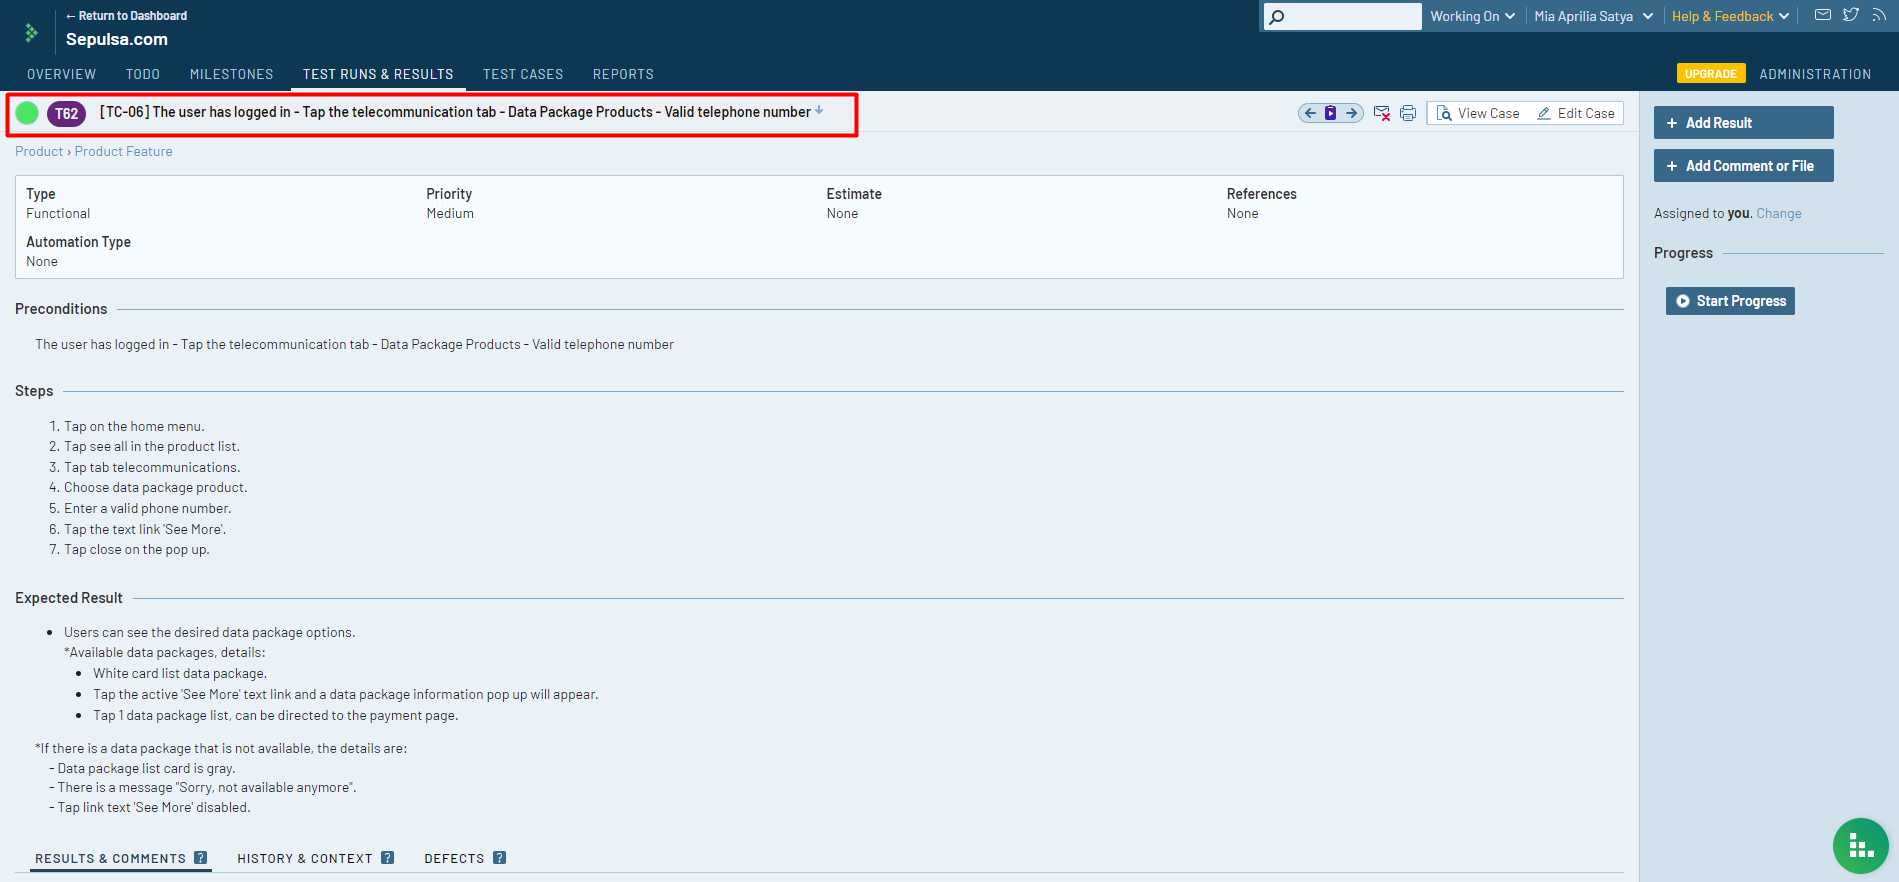 ← Return to Dashboard
Sepulsa.com
Working On
Mia Aprilia Satya
Help & Feedback
OVERVIEW TODO MILESTONES TEST RUNS & RESULTS TEST CASES REPORTS
UPGRADE ADMINISTRATION
T62 [TC-06] The user has logged in - Tap the telecommunication tab - Data Package Products - Valid telephone number
View Case Edit Case
Product › Product Feature
Type Priority Estimate References
Functional Medium None None
Automation Type
None
Preconditions
The user has logged in - Tap the telecommunication tab - Data Package Products - Valid telephone number
Steps
1. Tap on the home menu.
2. Tap see all in the product list.
3. Tap tab telecommunications.
4. Choose data package product.
5. Enter a valid phone number.
6. Tap the text link 'See More'.
7. Tap close on the pop up.
Expected Result
• Users can see the desired data package options.
*Available data packages, details:
• White card list data package.
• Tap the active 'See More' text link and a data package information pop up will appear.
• Tap 1 data package list, can be directed to the payment page.
*If there is a data package that is not available, the details are:
- Data package list card is gray.
- There is a message "Sorry, not available anymore".
- Tap link text 'See More' disabled.
RESULTS & COMMENTS ? HISTORY & CONTEXT ? DEFECTS ?
+ Add Result
+ Add Comment or File
Assigned to you. Change
Progress
Start Progress